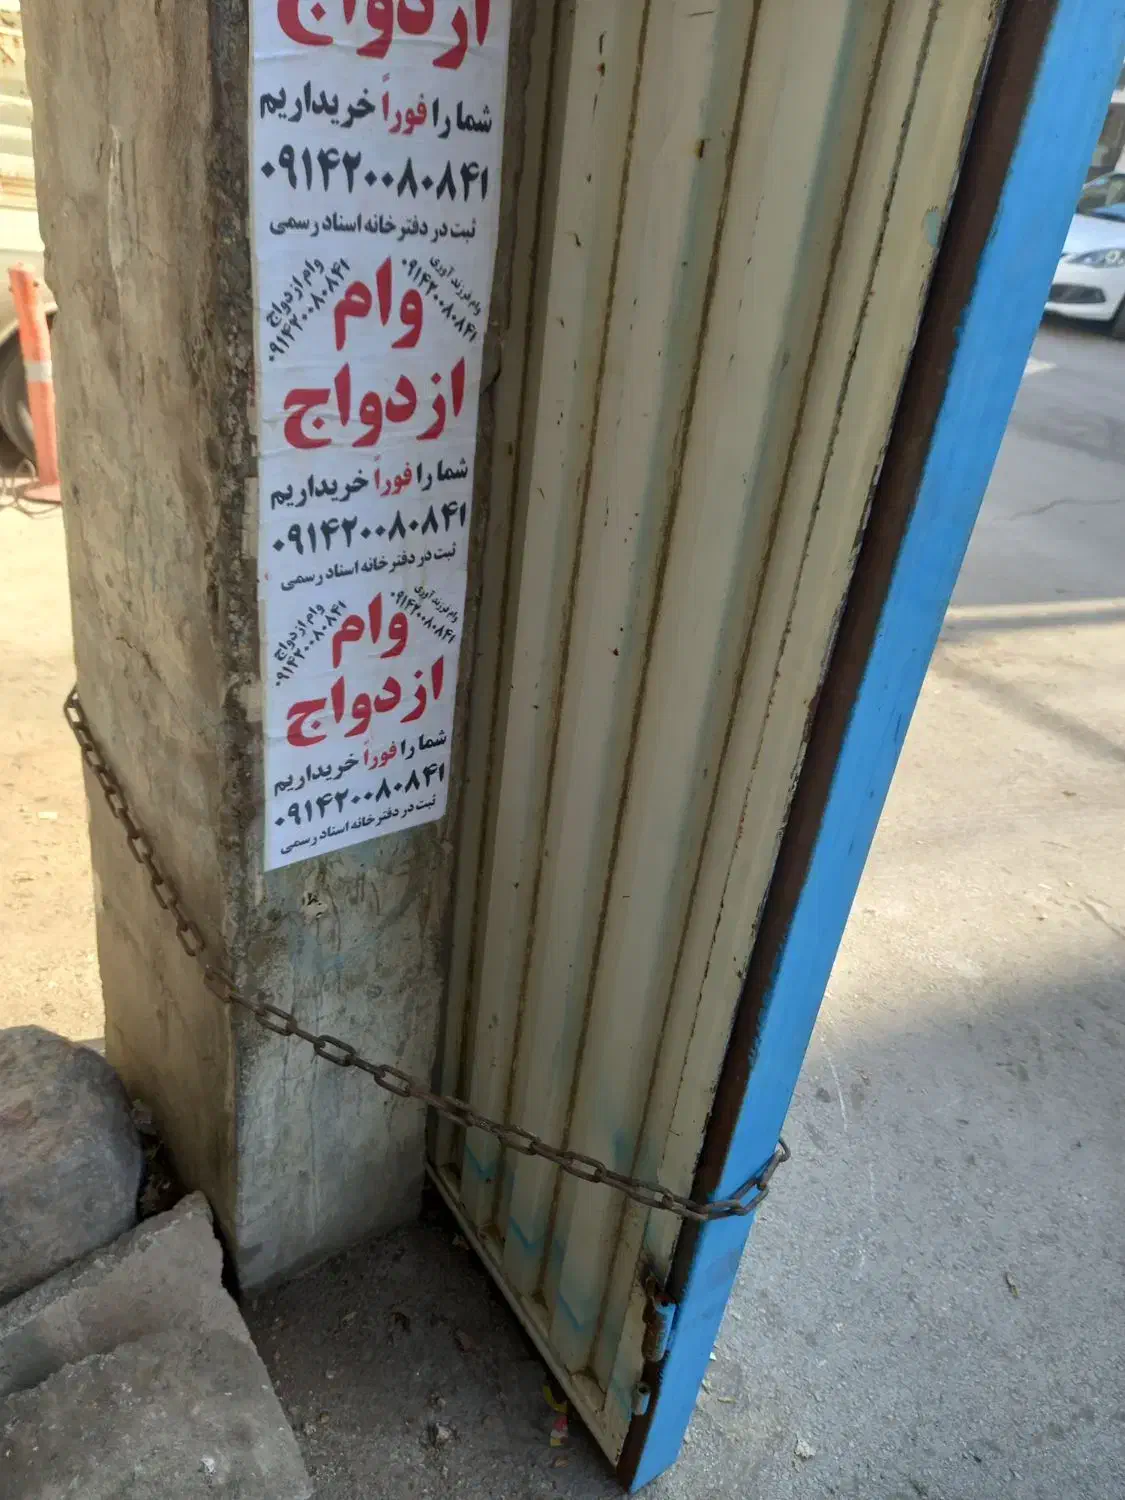 ازدواج
شما را فوراً خریداریم
۰۹۱۴۲۰۰۸۰۸۴۱
ثبت در دفترخانه اسناد رسمی
وام فرزند آوری
۰۹۱۴۲۰۰۸۰۸۴۱
وام ازدواج
۰۹۱۴۲۰۰۸۰۸۴۱
وام
ازدواج
شما را فوراً خریداریم
۰۹۱۴۲۰۰۸۰۸۴۱
ثبت در دفترخانه اسناد رسمی
وام فرزند آوری
۰۹۱۴۲۰۰۸۰۸۴۱
وام ازدواج
۰۹۱۴۲۰۰۸۰۸۴۱
وام
ازدواج
شما را فوراً خریداریم
۰۹۱۴۲۰۰۸۰۸۴۱
ثبت در دفترخانه اسناد رسمی